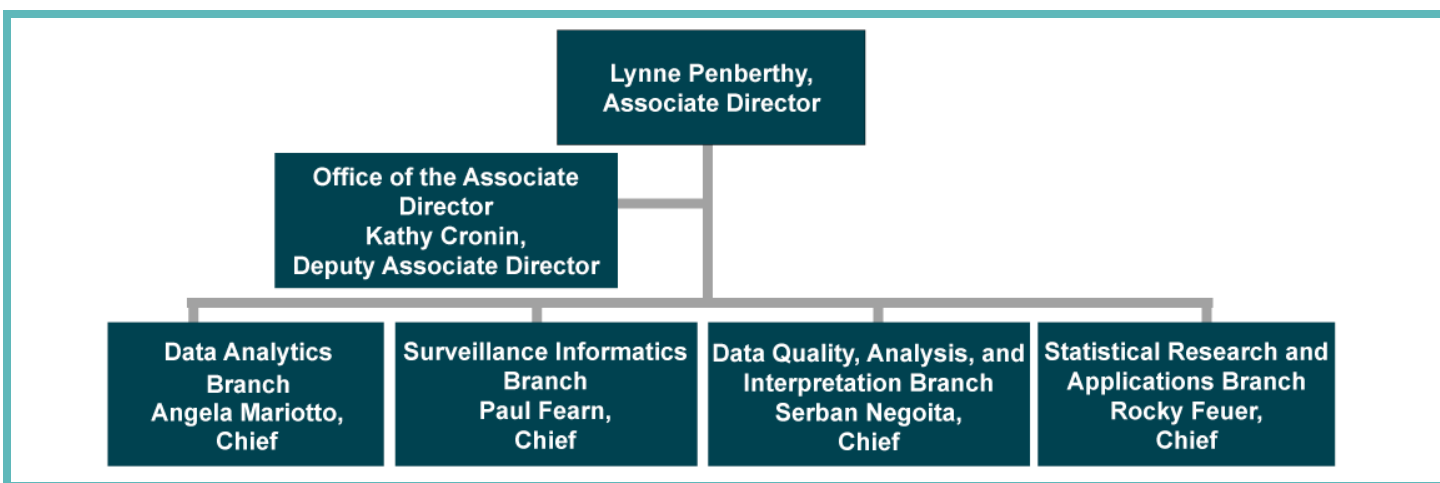 Lynne Penberthy,
Associate Director
Office of the Associate
Director
Kathy Cronin,
Deputy Associate Director
Data Analytics
Branch
Angela Mariotto,
Chief
Surveillance Informatics
Branch
Paul Fearn,
Chief
Data Quality, Analysis, and
Interpretation Branch
Serban Negoita,
Chief
Statistical Research and
Applications Branch
Rocky Feuer,
Chief